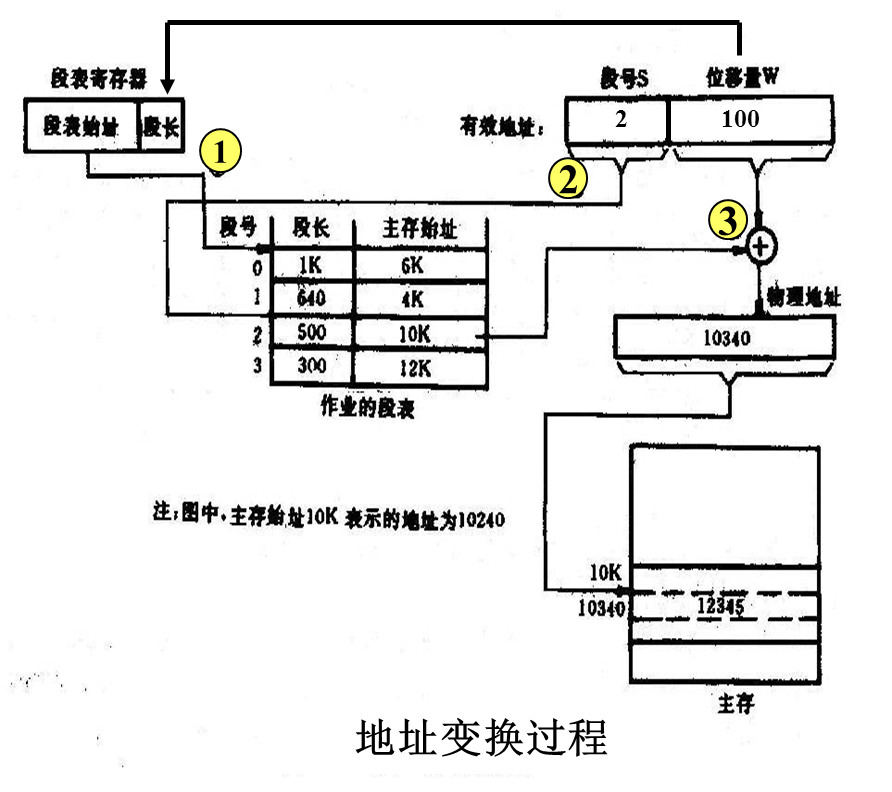 段表寄存器
段号S 位移量W
段表始址 段长
有效地址： 2 100
1
2
3
段号 段长 主存始址
+
0 1K 6K
1 640 4K
物理地址
2 500 10K
10340
3 300 12K
作业的段表
注：图中，主存始址10K 表示的地址为10240
10K
10340 12345
主存
地址变换过程